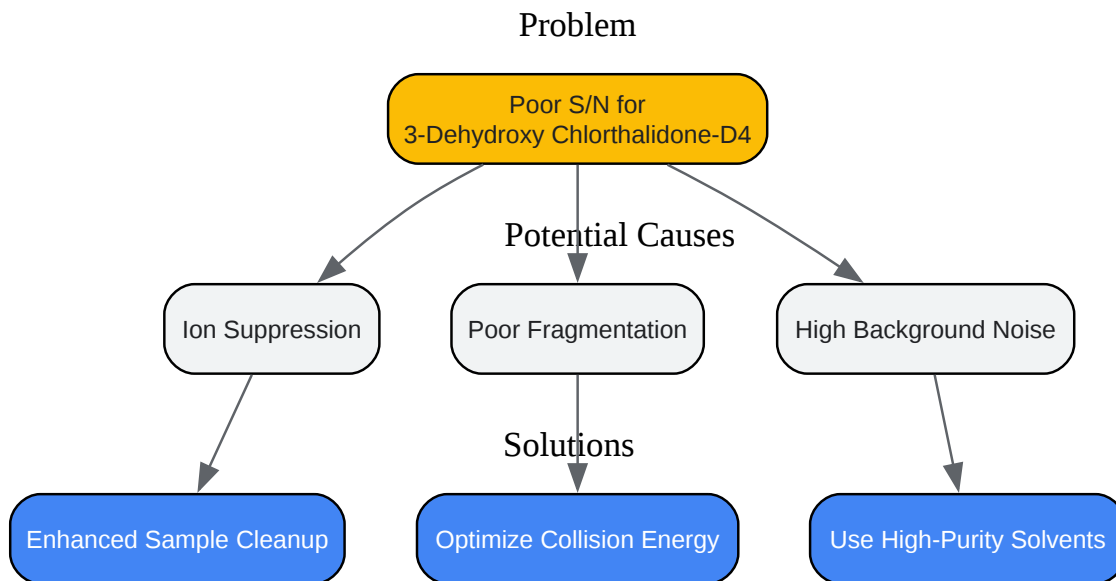 Problem
Poor S/N for
3-Dehydroxy Chlorthalidone-D4
Potential Causes
Ion Suppression
Poor Fragmentation
High Background Noise
Solutions
Enhanced Sample Cleanup
Optimize Collision Energy
Use High-Purity Solvents